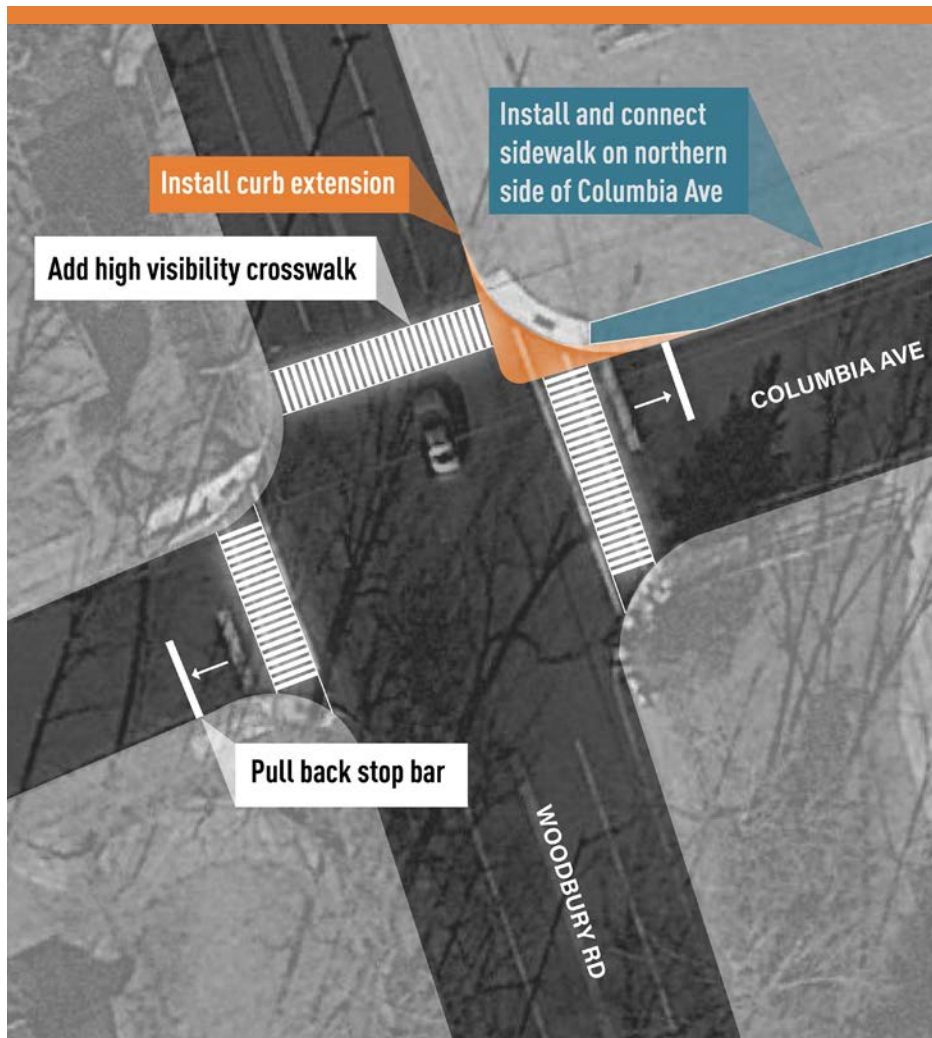 Install and connect
sidewalk on northern
side of Columbia Ave
Install curb extension
Add high visibility crosswalk
COLUMBIA AVE
Pull back stop bar
WOODBURY RD